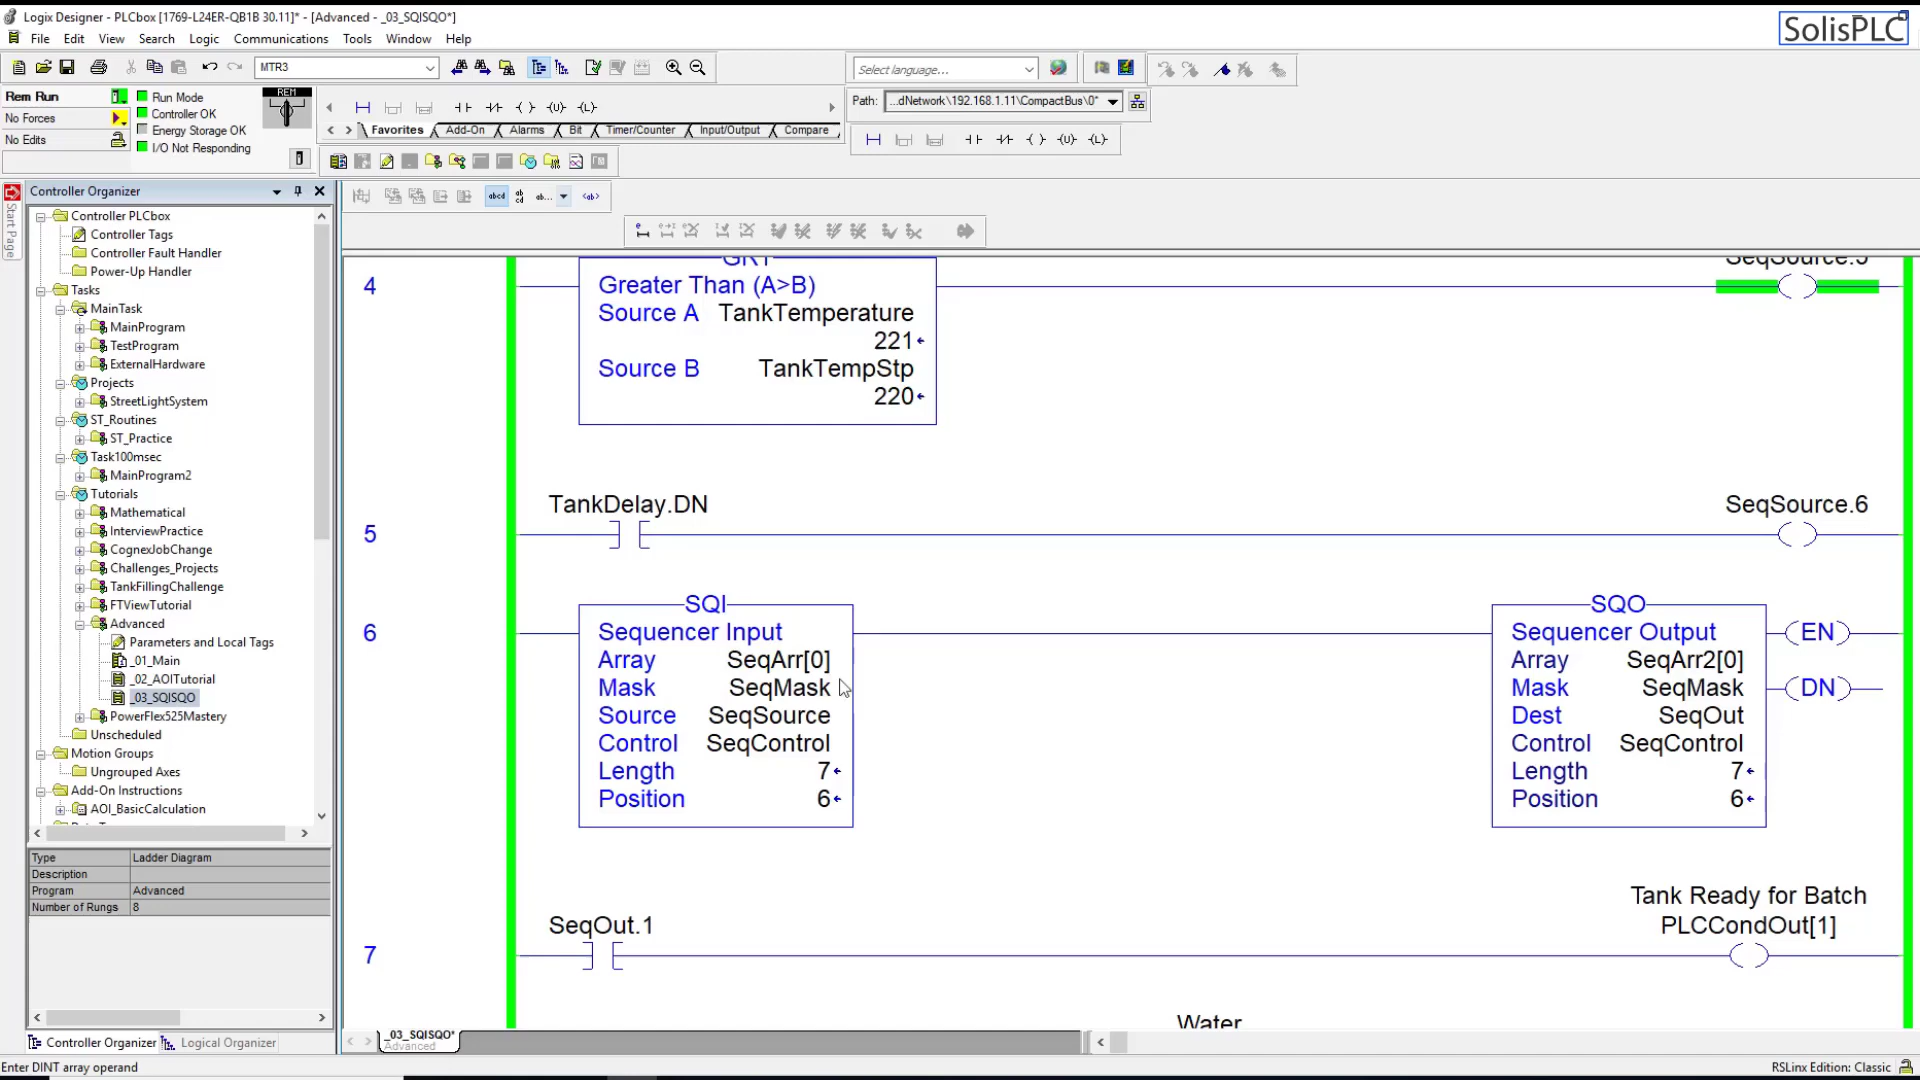 Logix Designer - PLCbox [1769-L24ER-QB1B 30.11]* - [Advanced - _03_SQISQO*]
SolisPLC
File Edit View Search Logic Communications Tools Window Help
MTR3
Select language...
Rem Run
No Forces
No Edits
Run Mode
Controller OK
Energy Storage OK
I/O Not Responding
REM
Path: ...dNetwork\192.168.1.11\CompactBus\0*
Favorites Add-On Alarms Bit Timer/Counter Input/Output Compare
Start Page
Controller Organizer
Controller PLCbox
Controller Tags
Controller Fault Handler
Power-Up Handler
Tasks
MainTask
MainProgram
TestProgram
ExternalHardware
Projects
StreetLightSystem
ST_Routines
ST_Practice
Task100msec
MainProgram2
Tutorials
Mathematical
InterviewPractice
CognexJobChange
Challenges_Projects
TankFillingChallenge
FTViewTutorial
Advanced
Parameters and Local Tags
_01_Main
_02_AOITutorial
_03_SQISQO
PowerFlex525Mastery
Unscheduled
Motion Groups
Ungrouped Axes
Add-On Instructions
AOI_BasicCalculation
Type Ladder Diagram
Description
Program Advanced
Number of Rungs 8
Controller Organizer Logical Organizer
4
GRT
Greater Than (A>B)
Source A TankTemperature
221
Source B TankTempStp
220
SeqSource.5
5
TankDelay.DN
SeqSource.6
6
SQI
Sequencer Input
Array SeqArr[0]
Mask SeqMask
Source SeqSource
Control SeqControl
Length 7
Position 6
SQO
Sequencer Output
Array SeqArr2[0]
Mask SeqMask
Dest SeqOut
Control SeqControl
Length 7
Position 6
EN
DN
7
SeqOut.1
Tank Ready for Batch
PLCCondOut[1]
Water
_03_SQISQO*
Advanced
Enter DINT array operand
RSLinx Edition: Classic